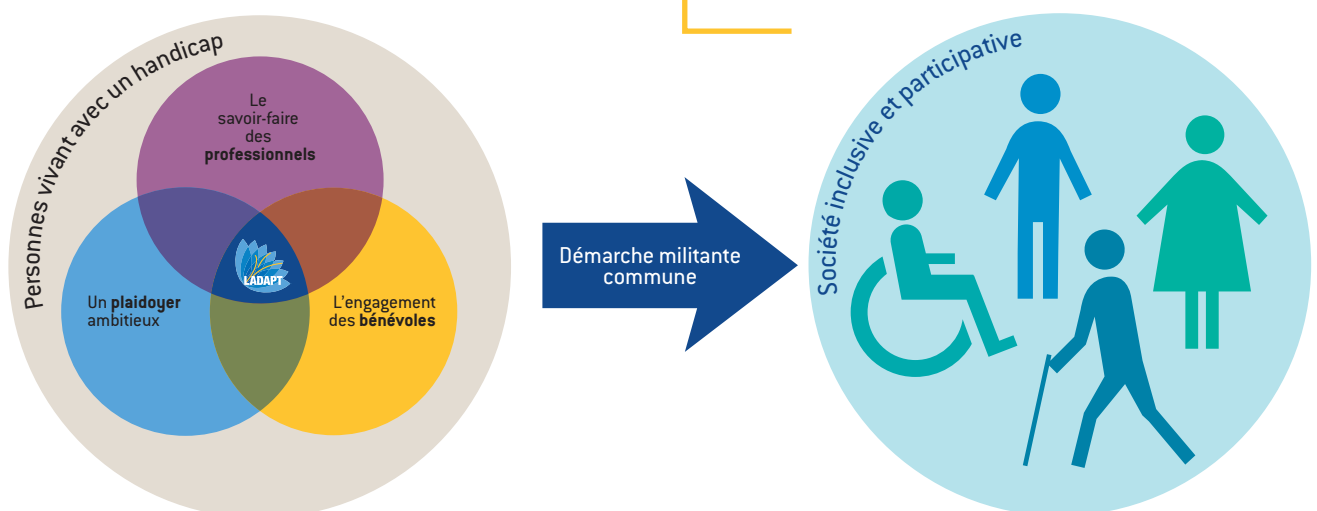 Personnes vivant avec un handicap
Le
savoir-faire
des
professionnels
Un plaidoyer
ambitieux
L'engagement
des bénévoles
L'ADAPT
Démarche militante
commune
Société inclusive et participative